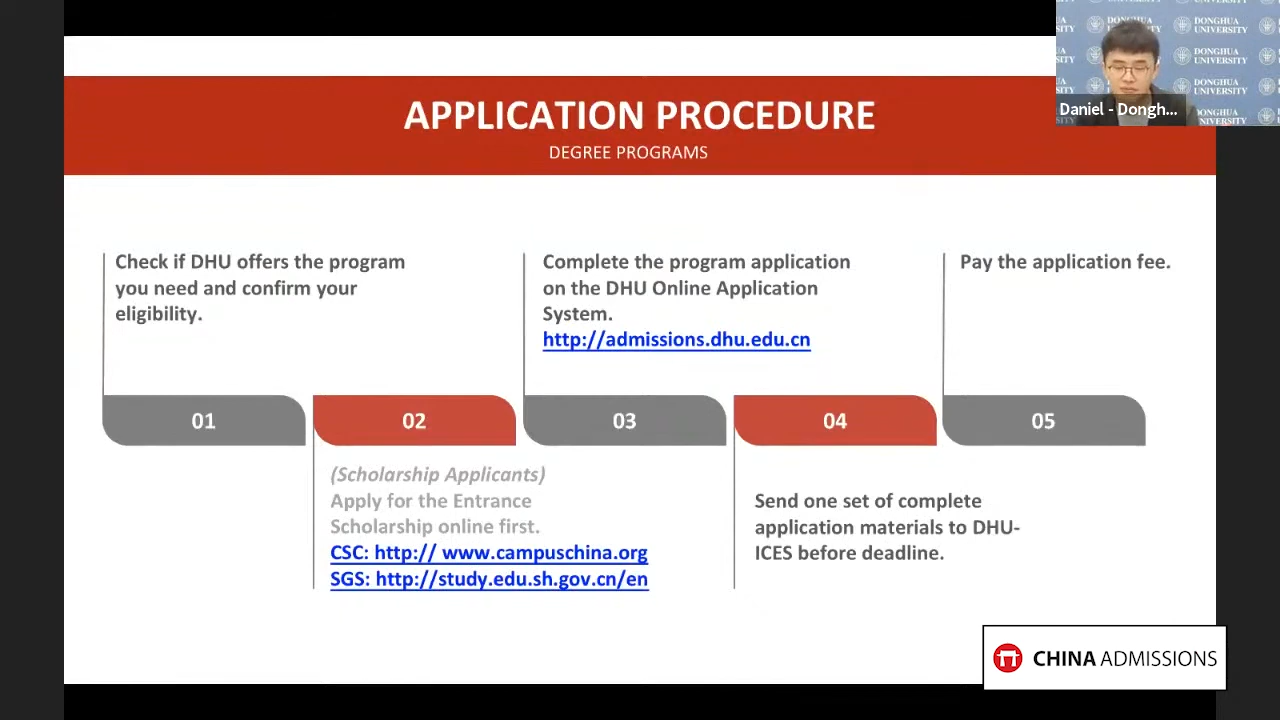 APPLICATION PROCEDURE
DEGREE PROGRAMS
DONGHUA
UNIVERSITY
DONGHUA
UNIVERSITY
DONGHUA
UNIVERSITY
Daniel - Dongh...
Check if DHU offers the program
you need and confirm your
eligibility.
Complete the program application
on the DHU Online Application
System.
http://admissions.dhu.edu.cn
Pay the application fee.
01
02
03
04
05
(Scholarship Applicants)
Apply for the Entrance
Scholarship online first.
CSC: http:// www.campuschina.org
SGS: http://study.edu.sh.gov.cn/en
Send one set of complete
application materials to DHU-
ICES before deadline.
CHINA ADMISSIONS